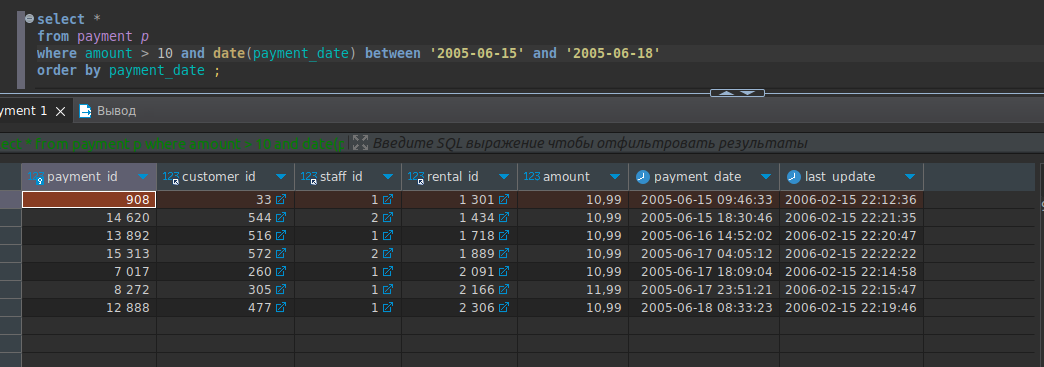 select *
from payment p
where amount > 10 and date(payment_date) between '2005-06-15' and '2005-06-18'
order by payment_date ;
yment 1 Вывод
ect * from payment p where amount > 10 and date(p Введите SQL выражение чтобы отфильтровать результаты
123 payment_id 123 customer_id 123 staff_id 123 rental_id 123 amount payment_date last_update
908 33 1 1 301 10,99 2005-06-15 09:46:33 2006-02-15 22:12:36
14 620 544 2 1 434 10,99 2005-06-15 18:30:46 2006-02-15 22:21:35
13 892 516 1 1 718 10,99 2005-06-16 14:52:02 2006-02-15 22:20:47
15 313 572 2 1 889 10,99 2005-06-17 04:05:12 2006-02-15 22:22:22
7 017 260 1 2 091 10,99 2005-06-17 18:09:04 2006-02-15 22:14:58
8 272 305 1 2 166 11,99 2005-06-17 23:51:21 2006-02-15 22:15:47
12 888 477 1 2 306 10,99 2005-06-18 08:33:23 2006-02-15 22:19:46